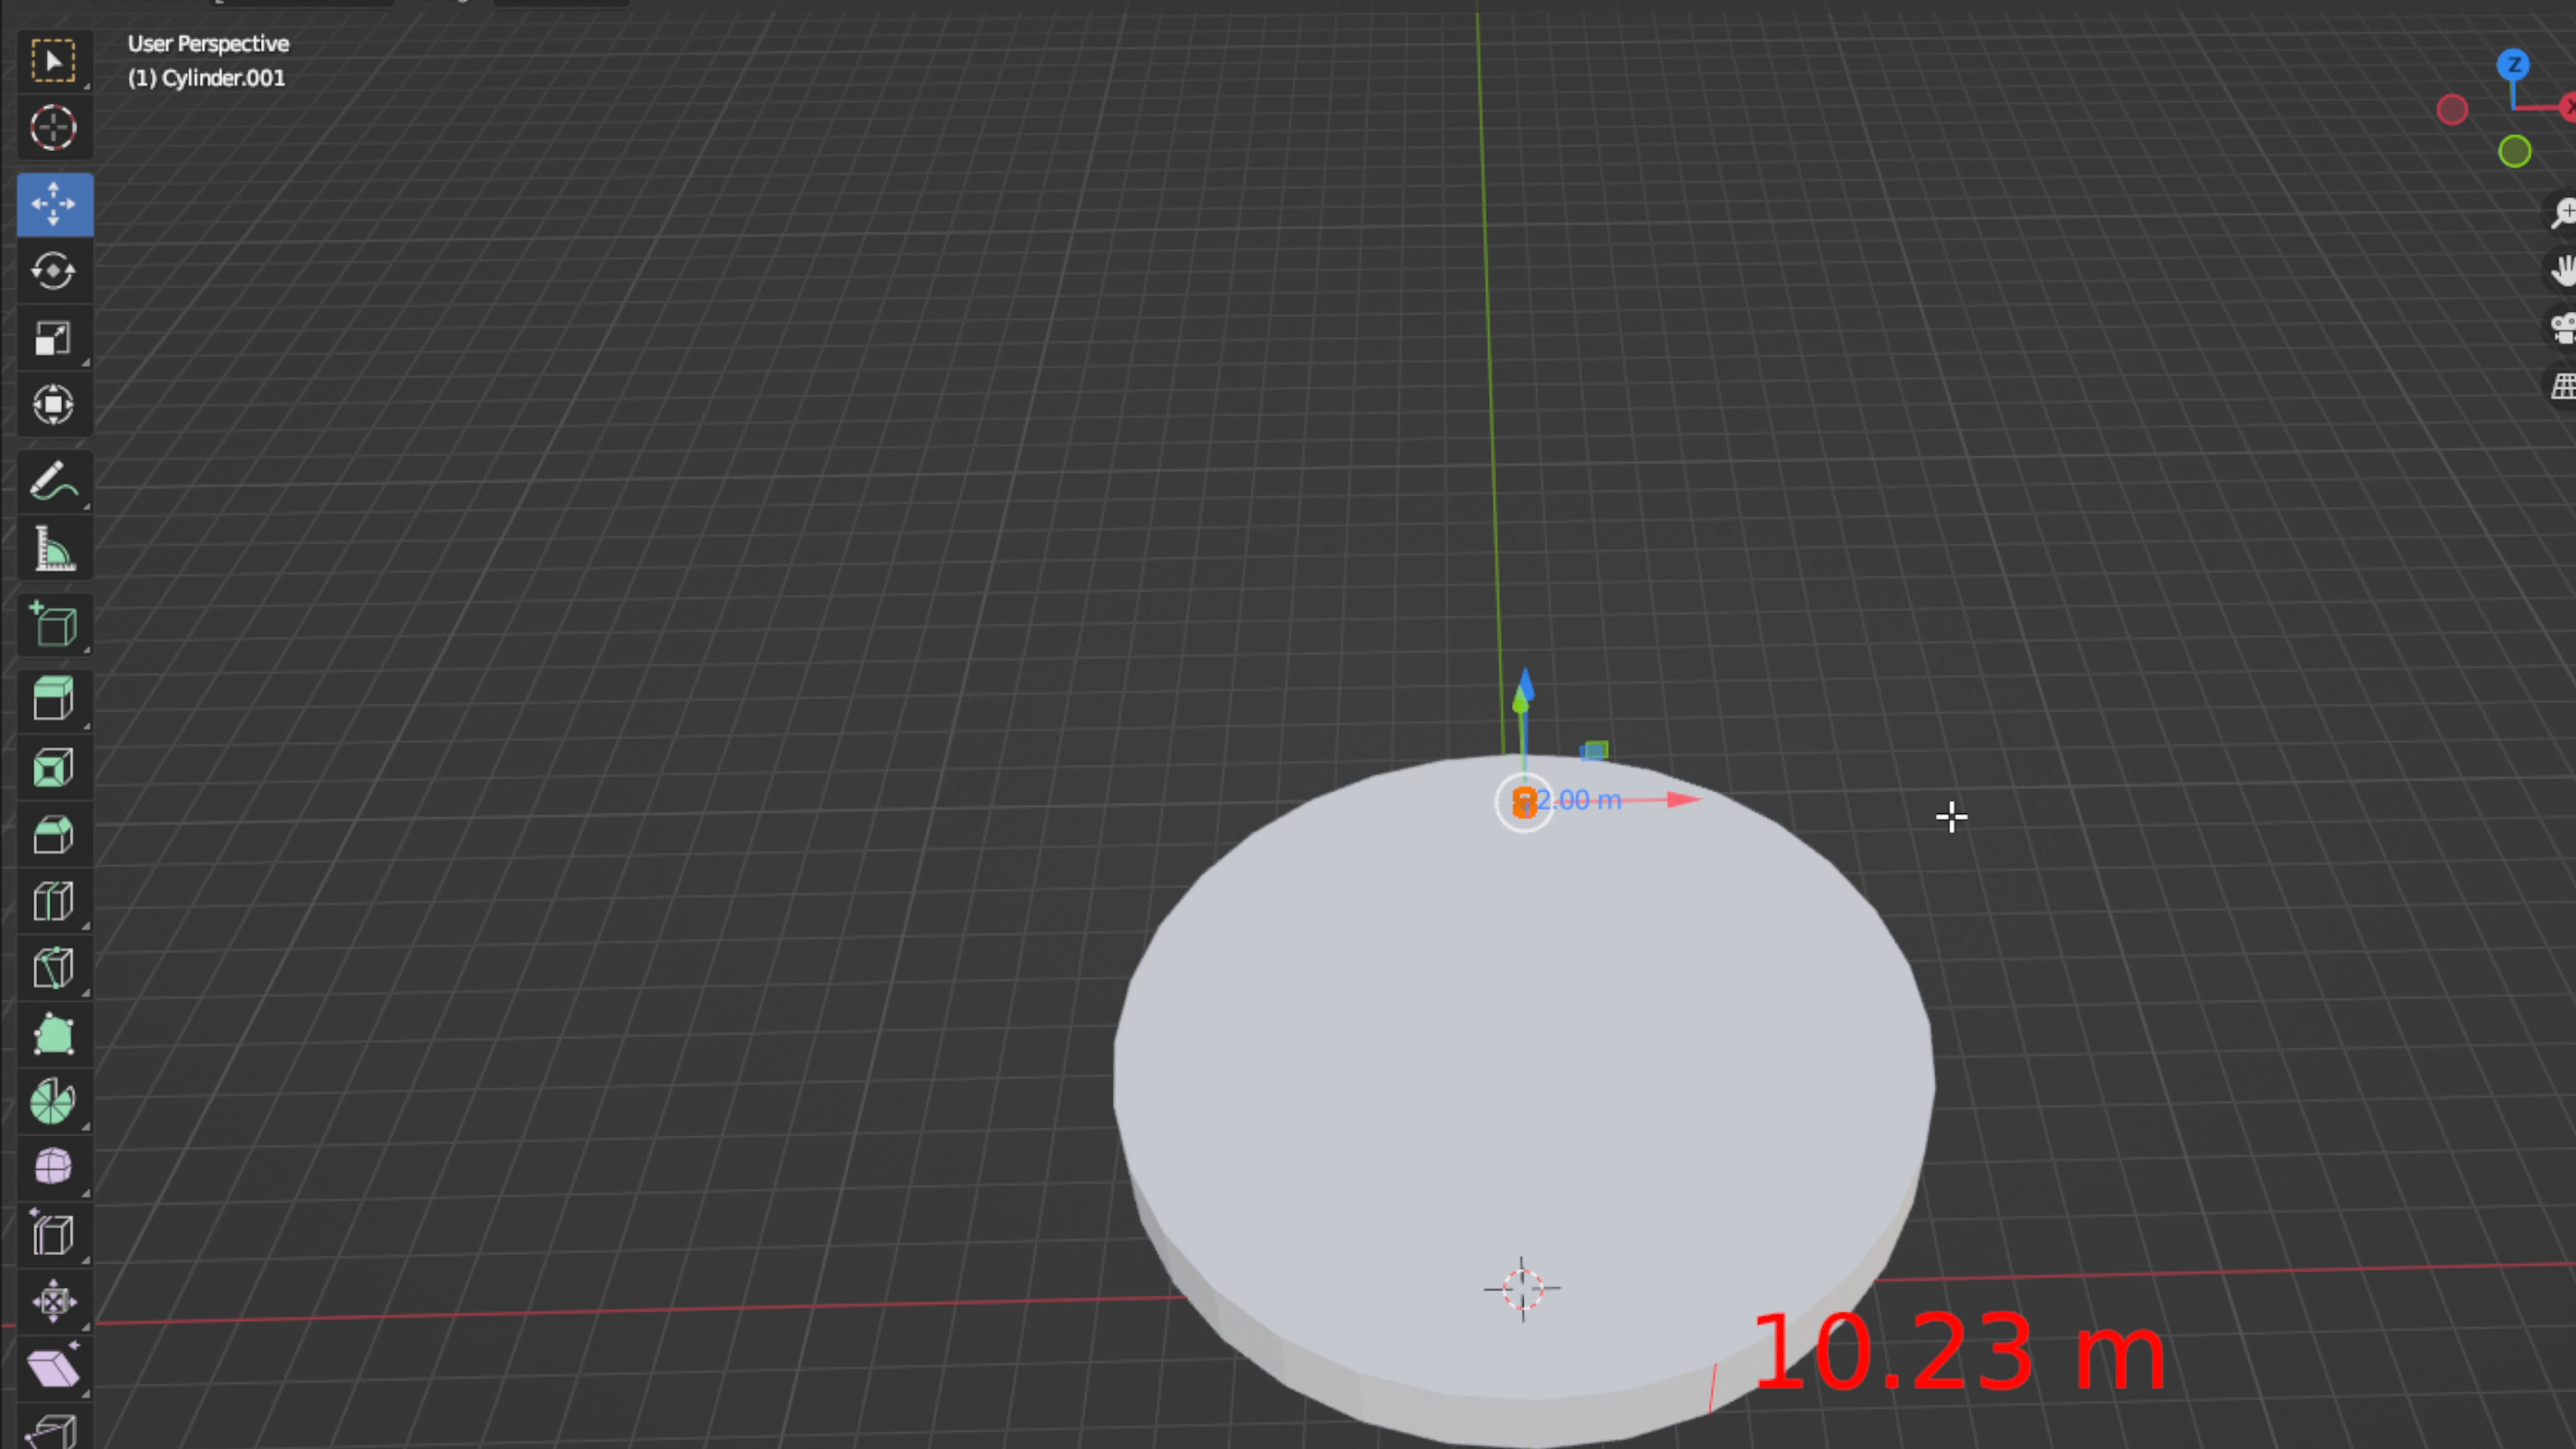 User Perspective
(1) Cylinder.001
Z
X
2.00 m
10.23 m